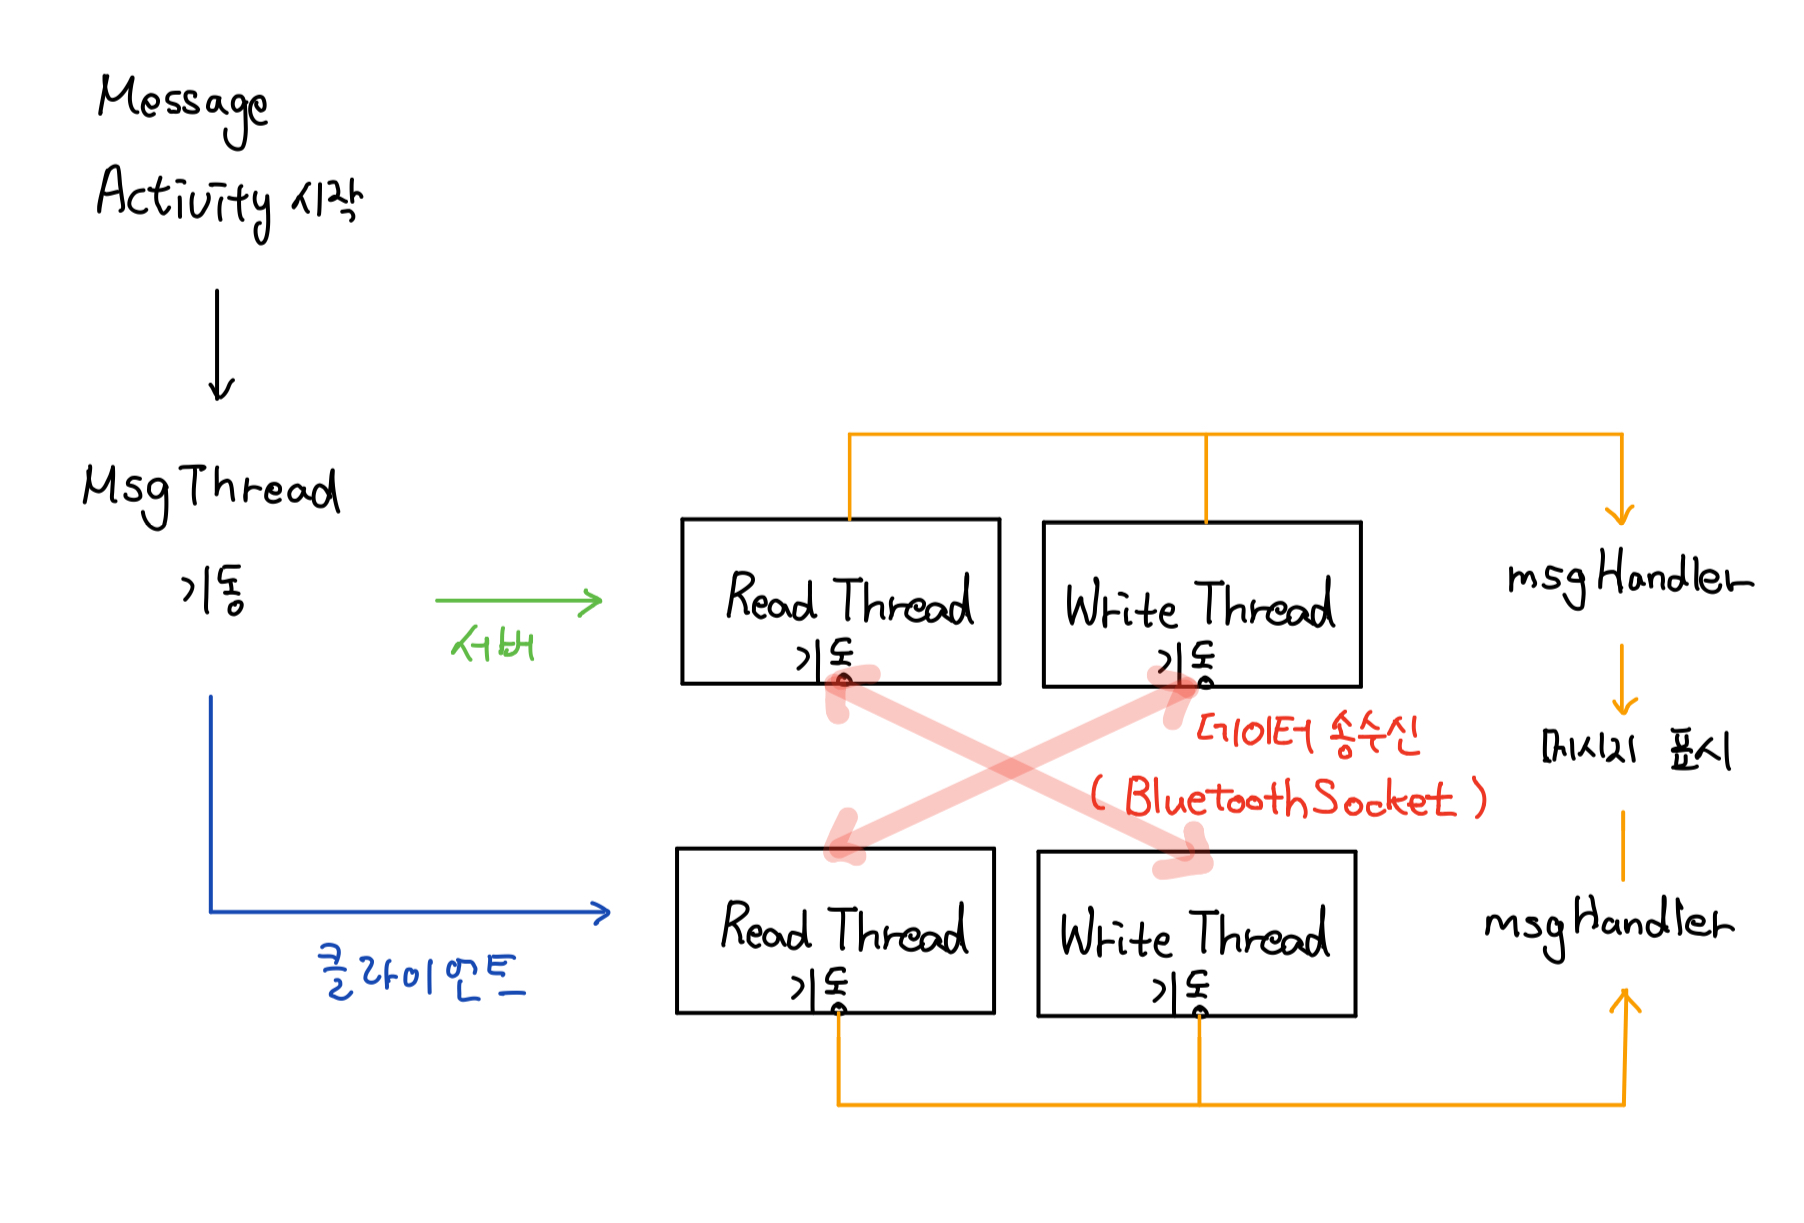 Message
Activity 시작
MsgThread
기동
서버
클라이언트
Read Thread
기동
Write Thread
기동
데이터 송수신
(BluetoothSocket)
Read Thread
기동
Write Thread
기동
msgHandler
메시지 표시
msgHandler